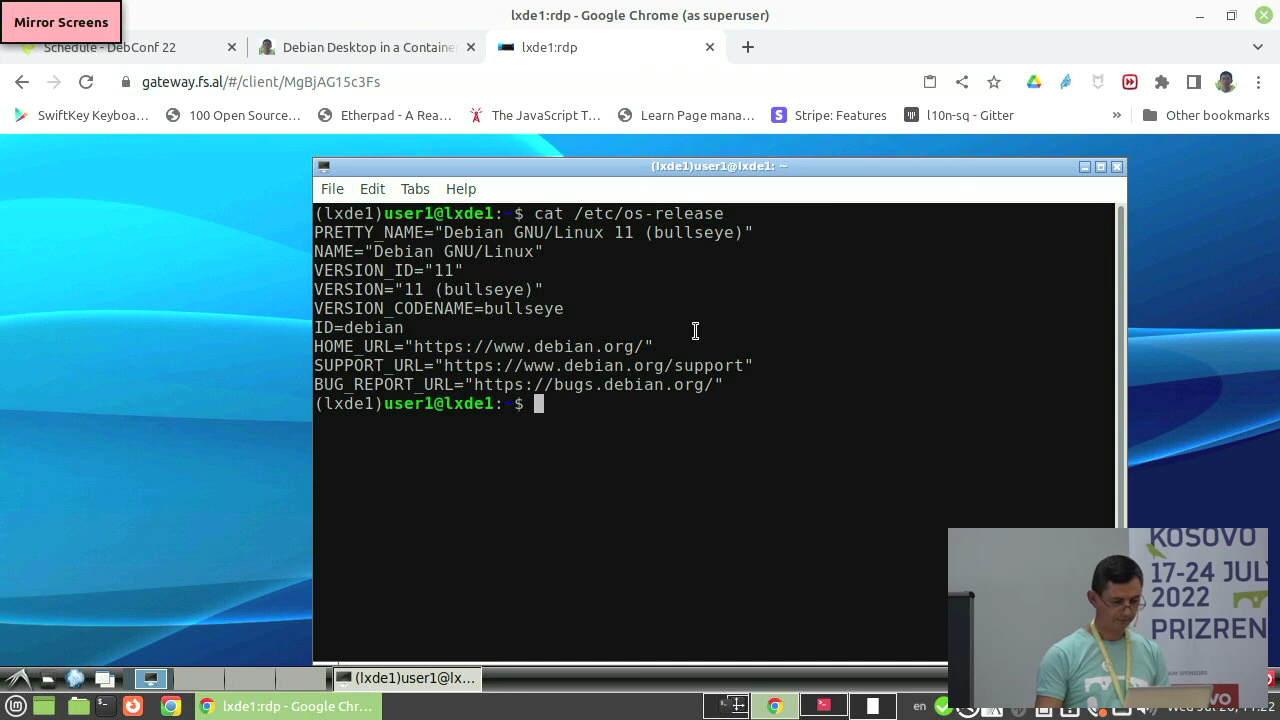 Mirror Screens
lxde1:rdp - Google Chrome (as superuser)
Schedule - DebConf 22
Debian Desktop in a Container
lxde1:rdp
gateway.fs.al/#/client/MgBjAG15c3Fs
SwiftKey Keyboa…
100 Open Source…
Etherpad - A Rea…
The JavaScript T…
Learn Page mana…
Stripe: Features
l10n-sq - Gitter
»
Other bookmarks
(lxde1)user1@lxde1: ~
File Edit Tabs Help
(lxde1)user1@lxde1:~$ cat /etc/os-release
PRETTY_NAME="Debian GNU/Linux 11 (bullseye)"
NAME="Debian GNU/Linux"
VERSION_ID="11"
VERSION="11 (bullseye)"
VERSION_CODENAME=bullseye
ID=debian
HOME_URL="https://www.debian.org/"
SUPPORT_URL="https://www.debian.org/support"
BUG_REPORT_URL="https://bugs.debian.org/"
(lxde1)user1@lxde1:~$
KOSOVO
17-24 JUL
2022
PRIZREN
SPONSORS
(lxde1)user1@lx...
lxde1:rdp - Google Chr...
en